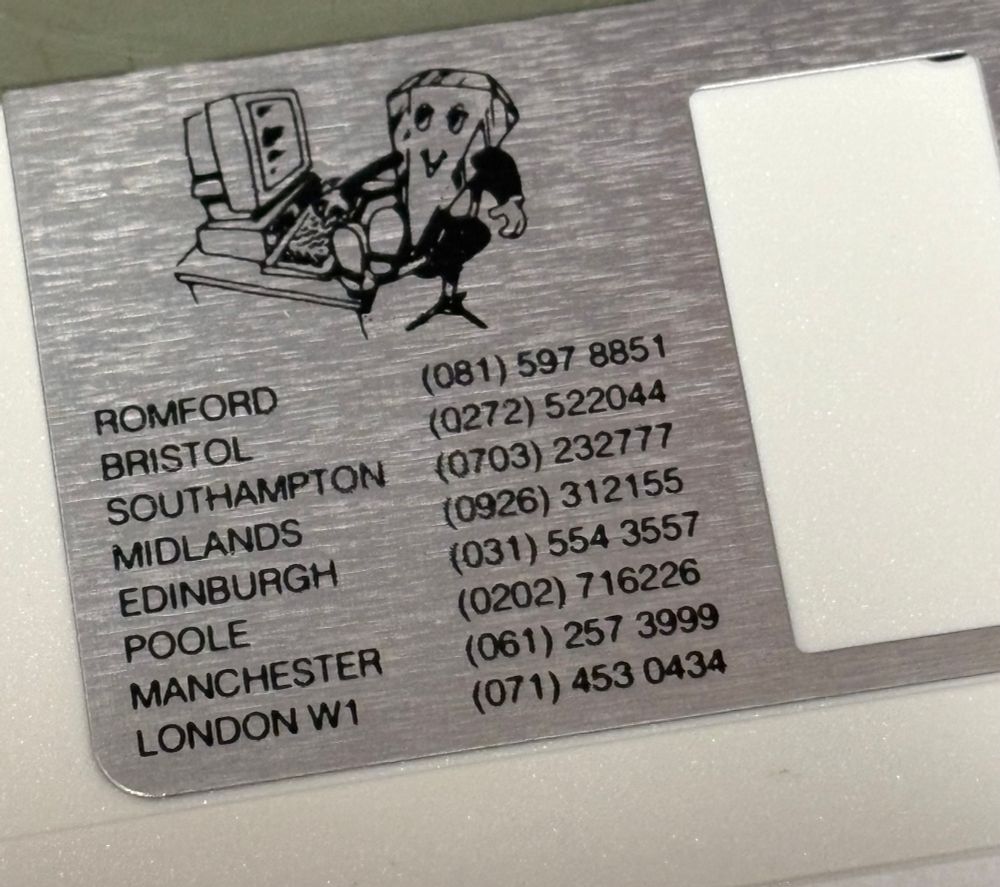 ROMFORD (081) 597 8851
BRISTOL (0272) 522044
SOUTHAMPTON (0703) 232777
MIDLANDS (0926) 312155
EDINBURGH (031) 554 3557
POOLE (0202) 716226
MANCHESTER (061) 257 3999
LONDON W1 (071) 453 0434